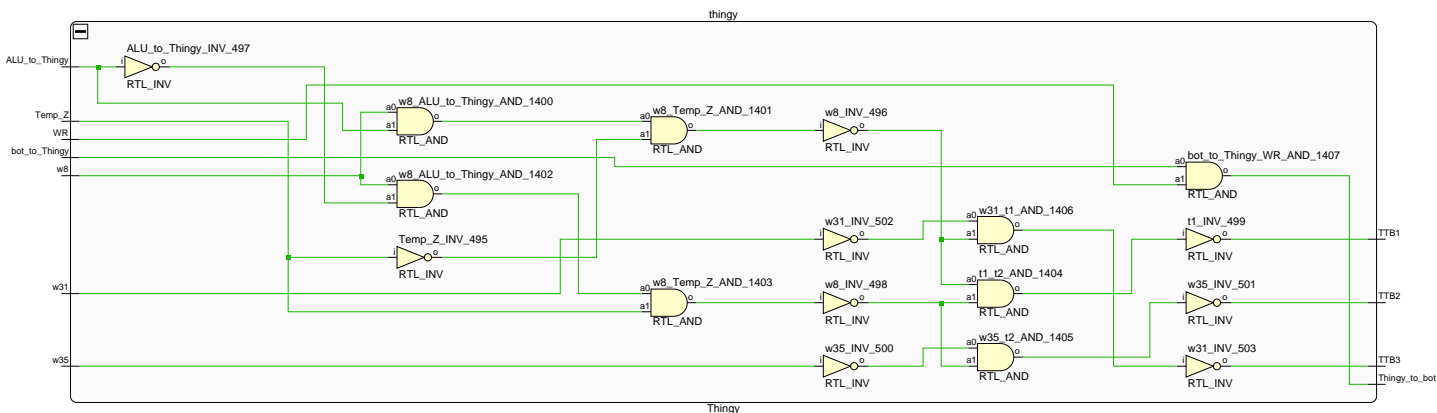 thingy
ALU_to_Thingy_INV_497
ALU_to_Thingy
i
o
RTL_INV
w8_ALU_to_Thingy_AND_1400
a0
a1
o
RTL_AND
w8_Temp_Z_AND_1401
a0
a1
o
RTL_AND
w8_INV_496
i
o
RTL_INV
Temp_Z
WR
bot_to_Thingy
w8
bot_to_Thingy_WR_AND_1407
a0
a1
o
RTL_AND
w8_ALU_to_Thingy_AND_1402
a0
a1
o
RTL_AND
w31_INV_502
i
o
RTL_INV
w31_t1_AND_1406
a0
a1
o
RTL_AND
t1_INV_499
i
o
RTL_INV
TTB1
Temp_Z_INV_495
i
o
RTL_INV
w31
w8_Temp_Z_AND_1403
a0
a1
o
RTL_AND
w8_INV_498
i
o
RTL_INV
t1_t2_AND_1404
a0
a1
o
RTL_AND
w35_INV_501
i
o
RTL_INV
TTB2
w35
w35_INV_500
i
o
RTL_INV
w35_t2_AND_1405
a0
a1
o
RTL_AND
w31_INV_503
i
o
RTL_INV
TTB3
Thingy_to_bot
Thingy